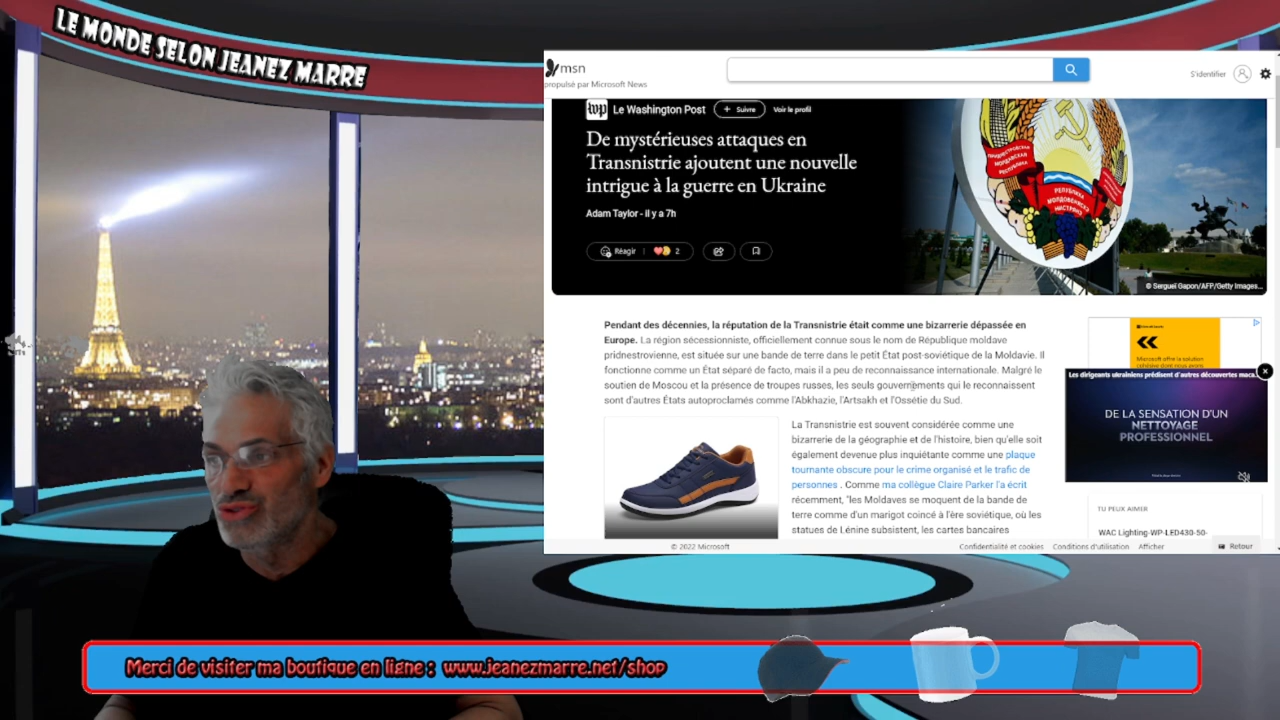 LE MONDE SELON JEANEZ MARRE
msn
propulsé par Microsoft News
S'identifier
wp Le Washington Post
+ Suivre
Voir le profil
De mystérieuses attaques en
Transnistrie ajoutent une nouvelle
intrigue à la guerre en Ukraine
Adam Taylor - Il y a 7h
Réagir
2
РЕСПУБЛИКА
© Sergueï Gapon/AFP/Getty Images...
Pendant des décennies, la réputation de la Transnistrie était comme une bizarrerie dépassée en
Europe. La région sécessionniste, officiellement connue sous le nom de République moldave
pridnestrovienne, est située sur une bande de terre dans le petit État post-soviétique de la Moldavie. Il
fonctionne comme un État séparé de facto, mais il a peu de reconnaissance internationale. Malgré le
soutien de Moscou et la présence de troupes russes, les seuls gouvernements qui le reconnaissent
sont d'autres États autoproclamés comme l'Abkhazie, l'Artsakh et l'Ossétie du Sud.
La Transnistrie est souvent considérée comme une
bizarrerie de la géographie et de l'histoire, bien qu'elle soit
également devenue plus inquiétante comme une plaque
tournante obscure pour le crime organisé et le trafic de
personnes . Comme ma collègue Claire Parker l'a écrit
récemment, "les Moldaves se moquent de la bande de
terre comme d'un marigot coincé à l'ère soviétique, où les
statues de Lénine subsistent, les cartes bancaires
Microsoft offre la solution
Les dirigeants ukrainiens prédisent d'autres découvertes maca...
DE LA SENSATION D'UN
NETTOYAGE
PROFESSIONNEL
TU PEUX AIMER
WAC Lighting-WP-LED430-50-
© 2022 Microsoft
Confidentialité et cookies
Conditions d'utilisation
Afficher
Retour
Merci de visiter ma boutique en ligne : www.jeanezmarre.net/shop